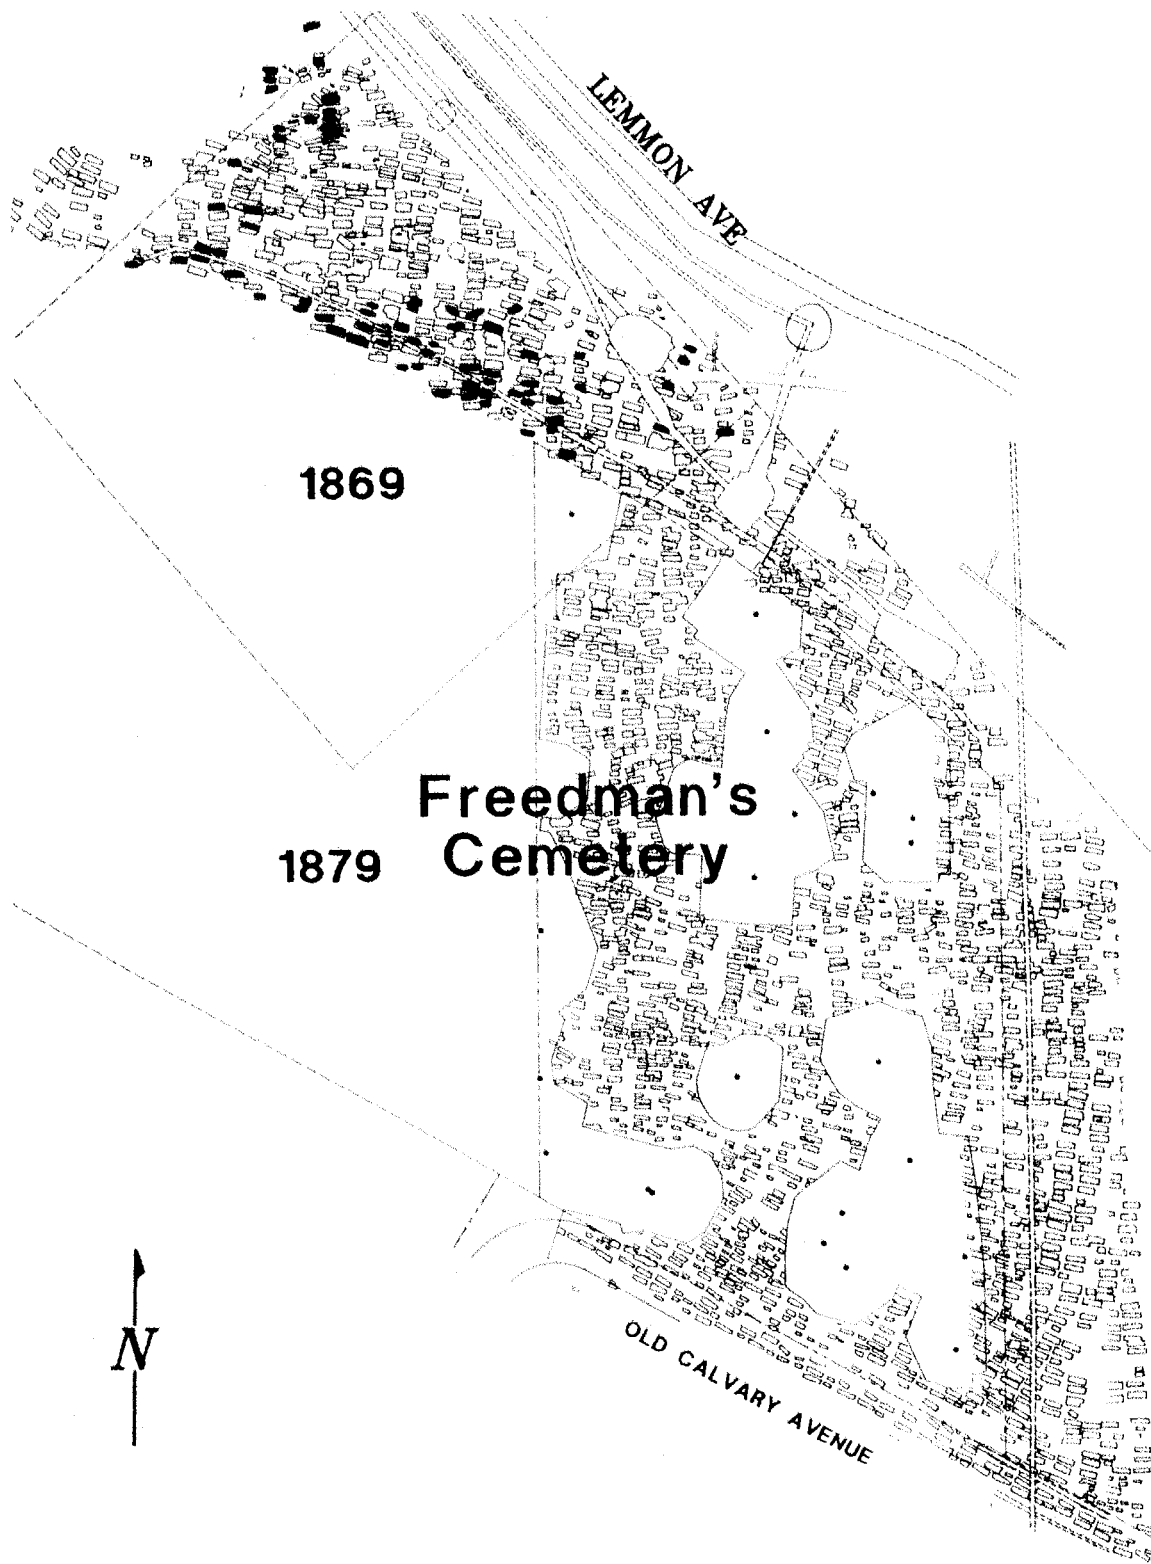 LEMMON AVE
1869
Freedman's
Cemetery
1879
N
OLD CALVARY AVENUE